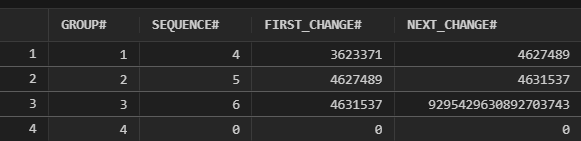 GROUP# SEQUENCE# FIRST_CHANGE# NEXT_CHANGE#
1 1 4 3623371 4627489
2 2 5 4627489 4631537
3 3 6 4631537 9295429630892703743
4 4 0 0 0